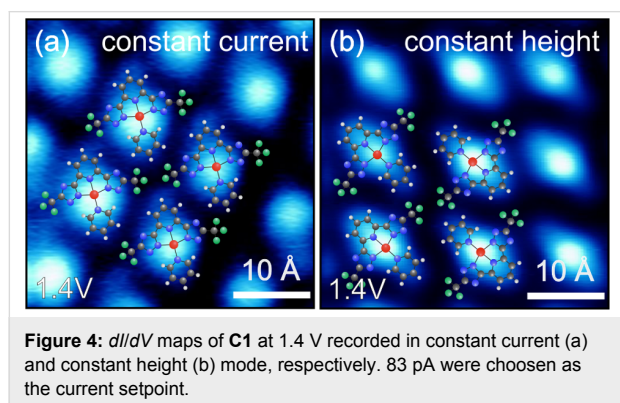 (a) constant current
(b) constant height
1.4V
10 Å
1.4V
10 Å
Figure 4: dI/dV maps of C1 at 1.4 V recorded in constant current (a)
and constant height (b) mode, respectively. 83 pA were choosen as
the current setpoint.